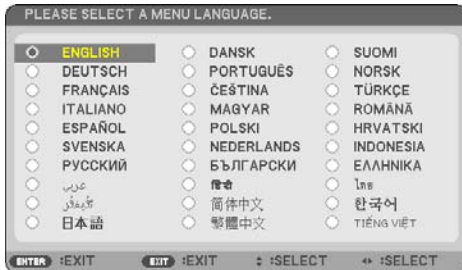 PLEASE SELECT A MENU LANGUAGE.
ENGLISH DANSK SUOMI
DEUTSCH PORTUGUÊS NORSK
FRANÇAIS ČEŠTINA TÜRKÇE
ITALIANO MAGYAR ROMÂNĂ
ESPAÑOL POLSKI HRVATSKI
SVENSKA NEDERLANDS INDONESIA
РУССКИЙ БЪЛГАРСКИ ΕΛΛΗΝΙΚΑ
عربي हिंदी ไทย
简体中文 한국어
日本語 繁體中文 TIẾNG VIỆT
ENTER :EXIT EXIT :EXIT :SELECT :SELECT